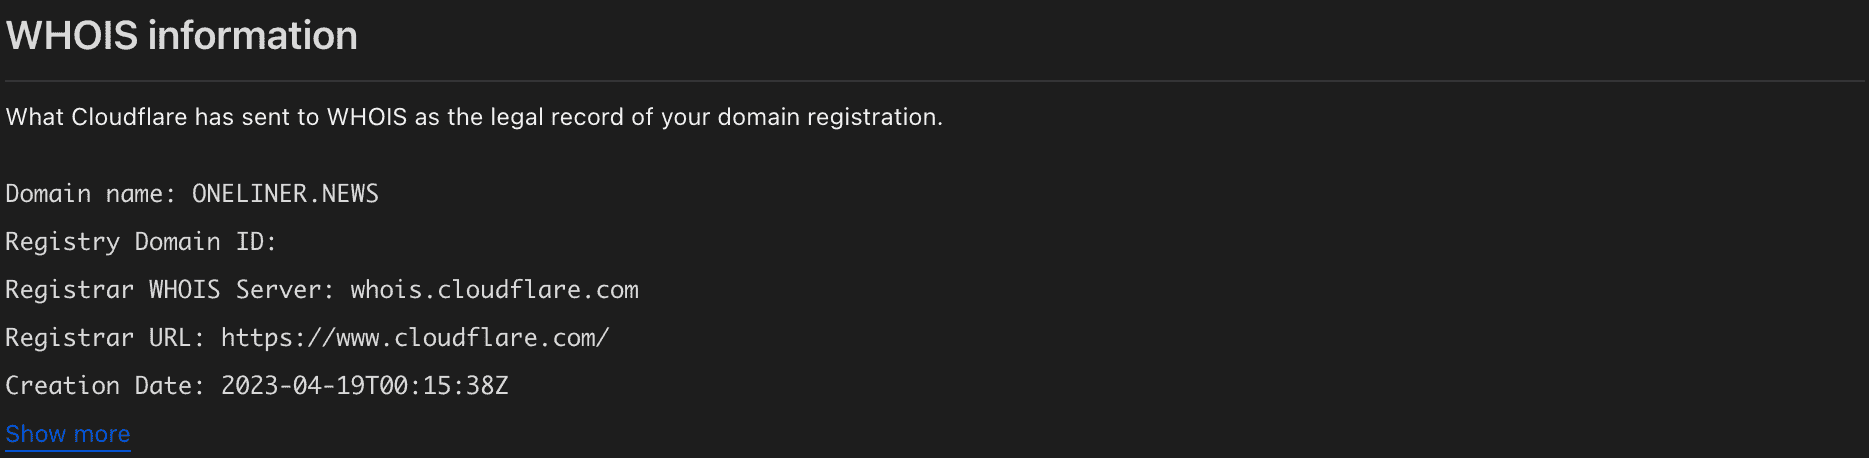 WHOIS information
What Cloudflare has sent to WHOIS as the legal record of your domain registration.
Domain name: ONELINER.NEWS
Registry Domain ID:
Registrar WHOIS Server: whois.cloudflare.com
Registrar URL: https://www.cloudflare.com/
Creation Date: 2023-04-19T00:15:38Z
Show more